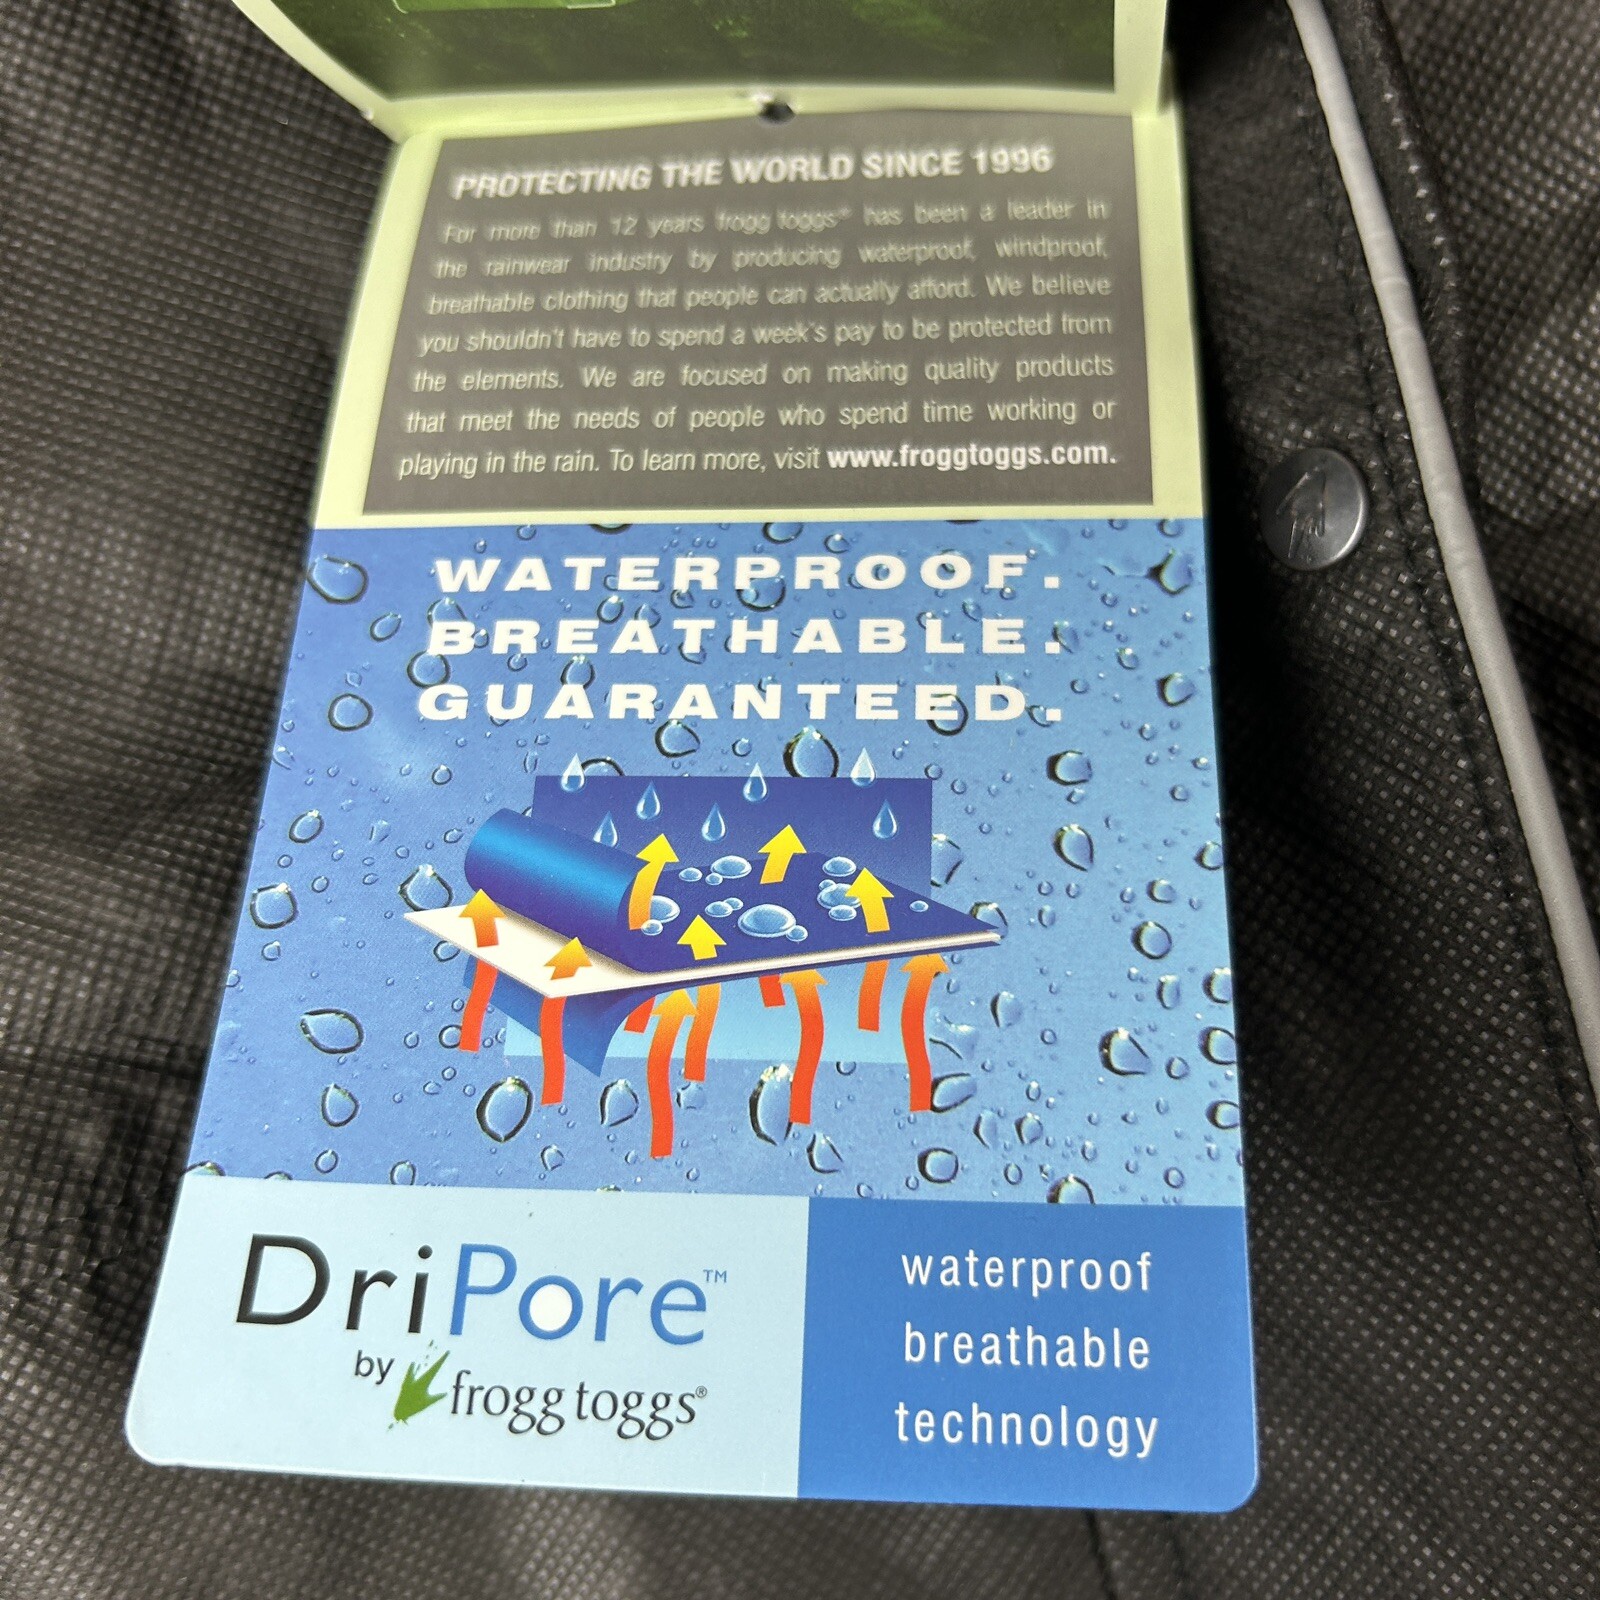 PROTECTING THE WORLD SINCE 1996
For more than 12 years frogg toggs® has been a leader in
the rainwear industry by producing waterproof, windproof,
breathable clothing that people can actually afford. We believe
you shouldn't have to spend a week's pay to be protected from
the elements. We are focused on making quality products
that meet the needs of people who spend time working or
playing in the rain. To learn more, visit www.froggtoggs.com.
WATERPROOF.
BREATHABLE.
GUARANTEED.
DriPore™
by frogg toggs®
waterproof
breathable
technology